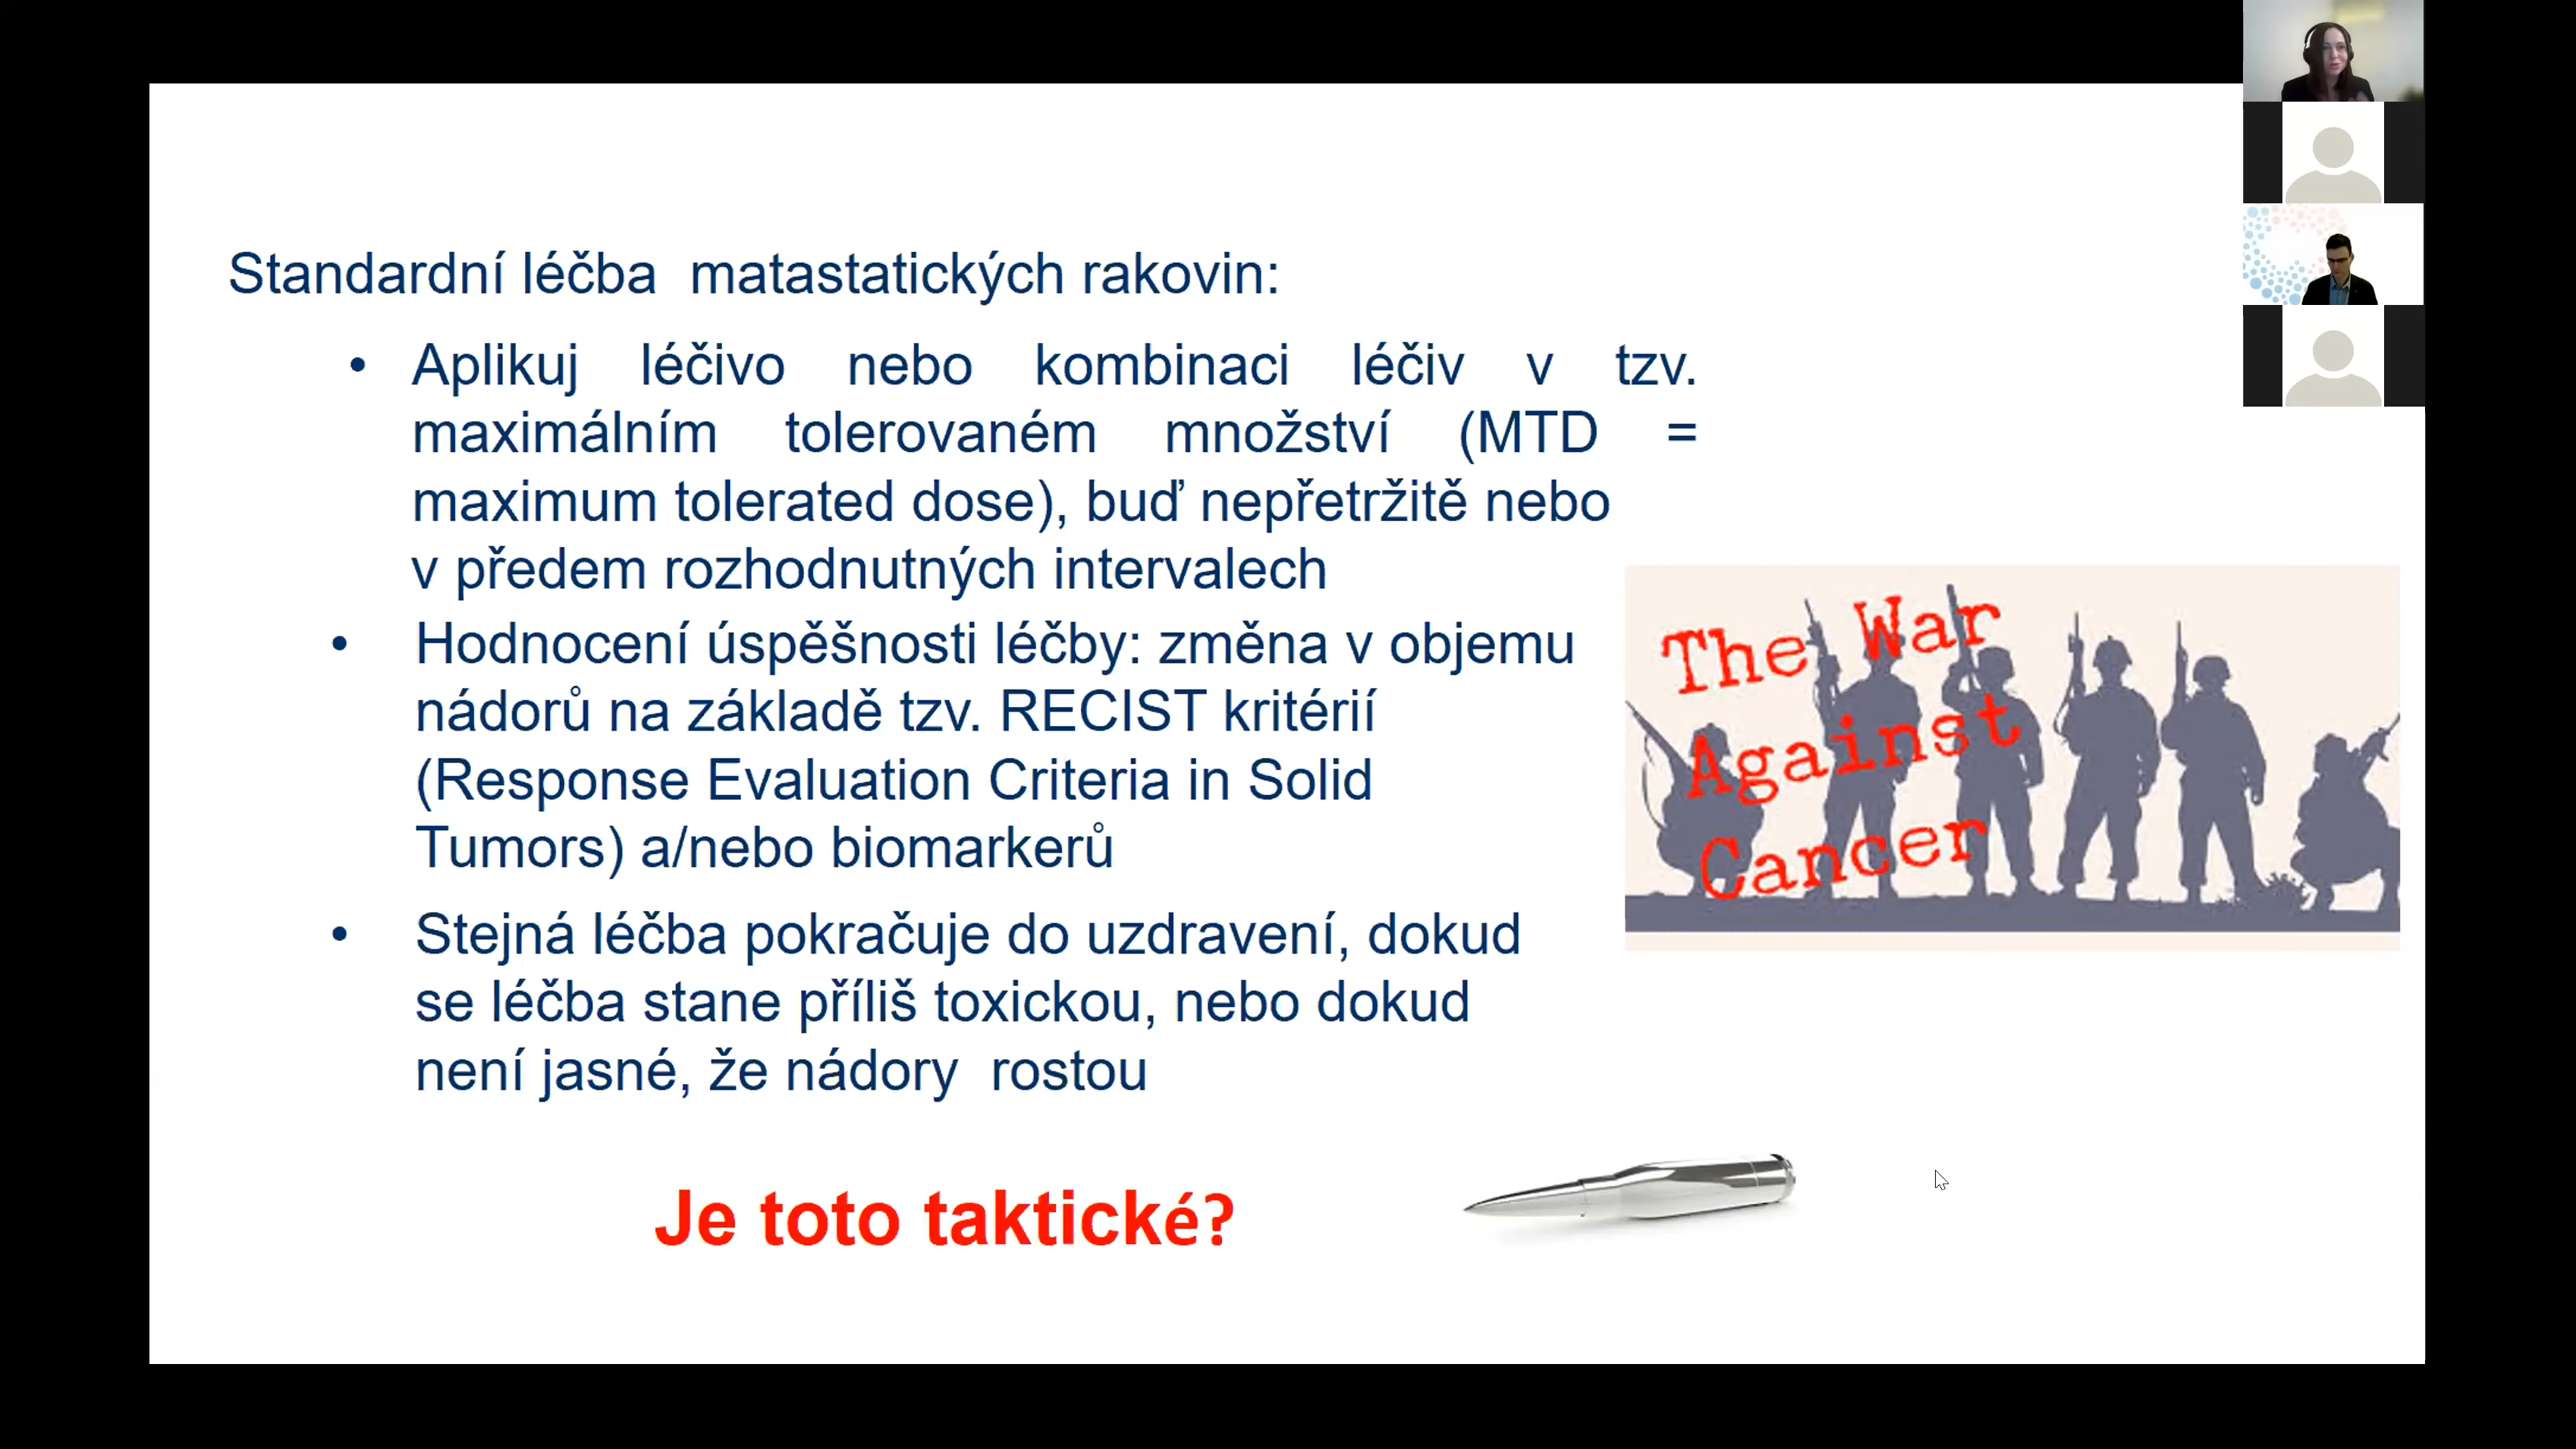 Standardní léčba matastatických rakovin:
• Aplikuj léčivo nebo kombinaci léčiv v tzv.
maximálním tolerovaném množství (MTD =
maximum tolerated dose), buď nepřetržitě nebo
v předem rozhodnutných intervalech
• Hodnocení úspěšnosti léčby: změna v objemu
nádorů na základě tzv. RECIST kritérií
(Response Evaluation Criteria in Solid
Tumors) a/nebo biomarkerů
• Stejná léčba pokračuje do uzdravení, dokud
se léčba stane příliš toxickou, nebo dokud
není jasné, že nádory rostou
The War
Against
Cancer
Je toto taktické?